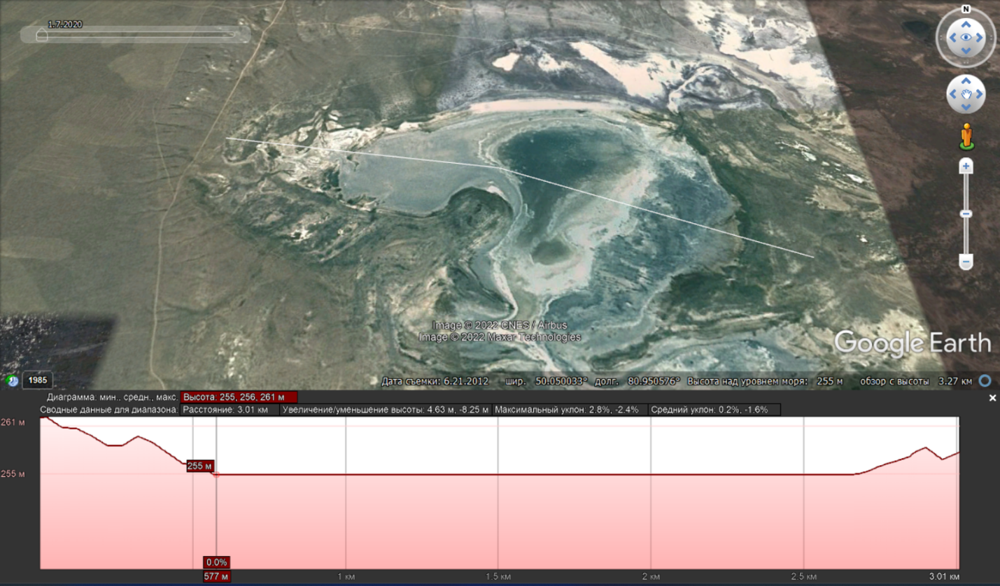 1.7.2020
N
Image © 2022 CNES / Airbus
Image © 2022 Maxar Technologies
Google Earth
1985
Дата съемки: 6.21.2012 шир. 50.050033° долг. 80.950576° Высота над уровнем моря: 255 м обзор с высоты 3.27 км
Диаграмма: мин., средн., макс. Высота: 255, 256, 261 м
Сводные данные для диапазона: Расстояние: 3.01 км Увеличение/уменьшение высоты: 4.63 м, -8.25 м Максимальный уклон: 2.8%, -2.4% Средний уклон: 0.2%, -1.6%
261 м
255 м
255 м
0.0%
577 м 1 км 1.5 км 2 км 2.5 км 3.01 км